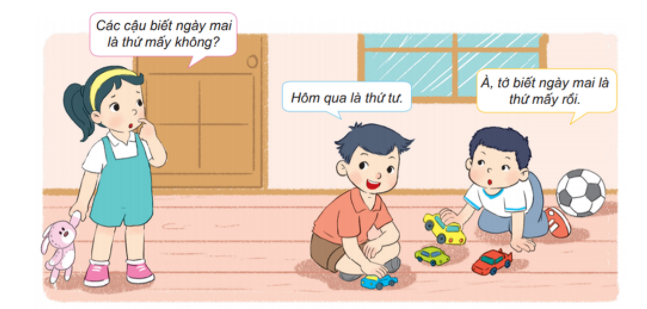 Các cậu biết ngày mai
là thứ mấy không?
Hôm qua là thứ tư.
À, tớ biết ngày mai là
thứ mấy rồi.